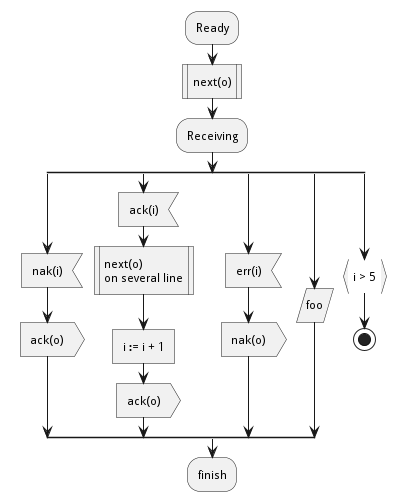 Ready
next(o)
Receiving
nak(i)
ack(o)
ack(i)
next(o)
on several line
i := i + 1
ack(o)
err(i)
nak(o)
foo
i > 5
finish